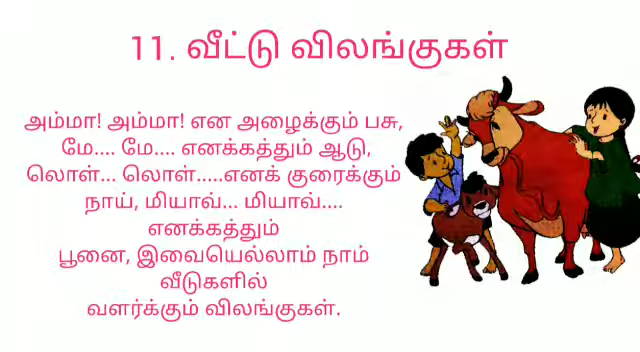 11. வீட்டு விலங்குகள்
அம்மா! அம்மா! என அழைக்கும் பசு,
மே.... மே.... எனக்கத்தும் ஆடு,
லொள்... லொள்.....எனக் குரைக்கும்
நாய், மியாவ்... மியாவ்....
எனக்கத்தும்
பூனை, இவையெல்லாம் நாம்
வீடுகளில்
வளர்க்கும் விலங்குகள்.